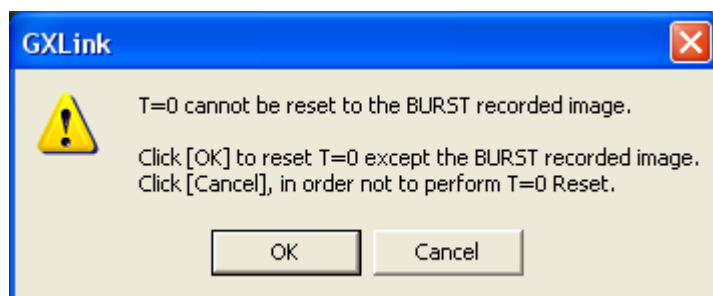 GXLink
T=0 cannot be reset to the BURST recorded image.
Click [OK] to reset T=0 except the BURST recorded image.
Click [Cancel], in order not to perform T=0 Reset.
OK
Cancel